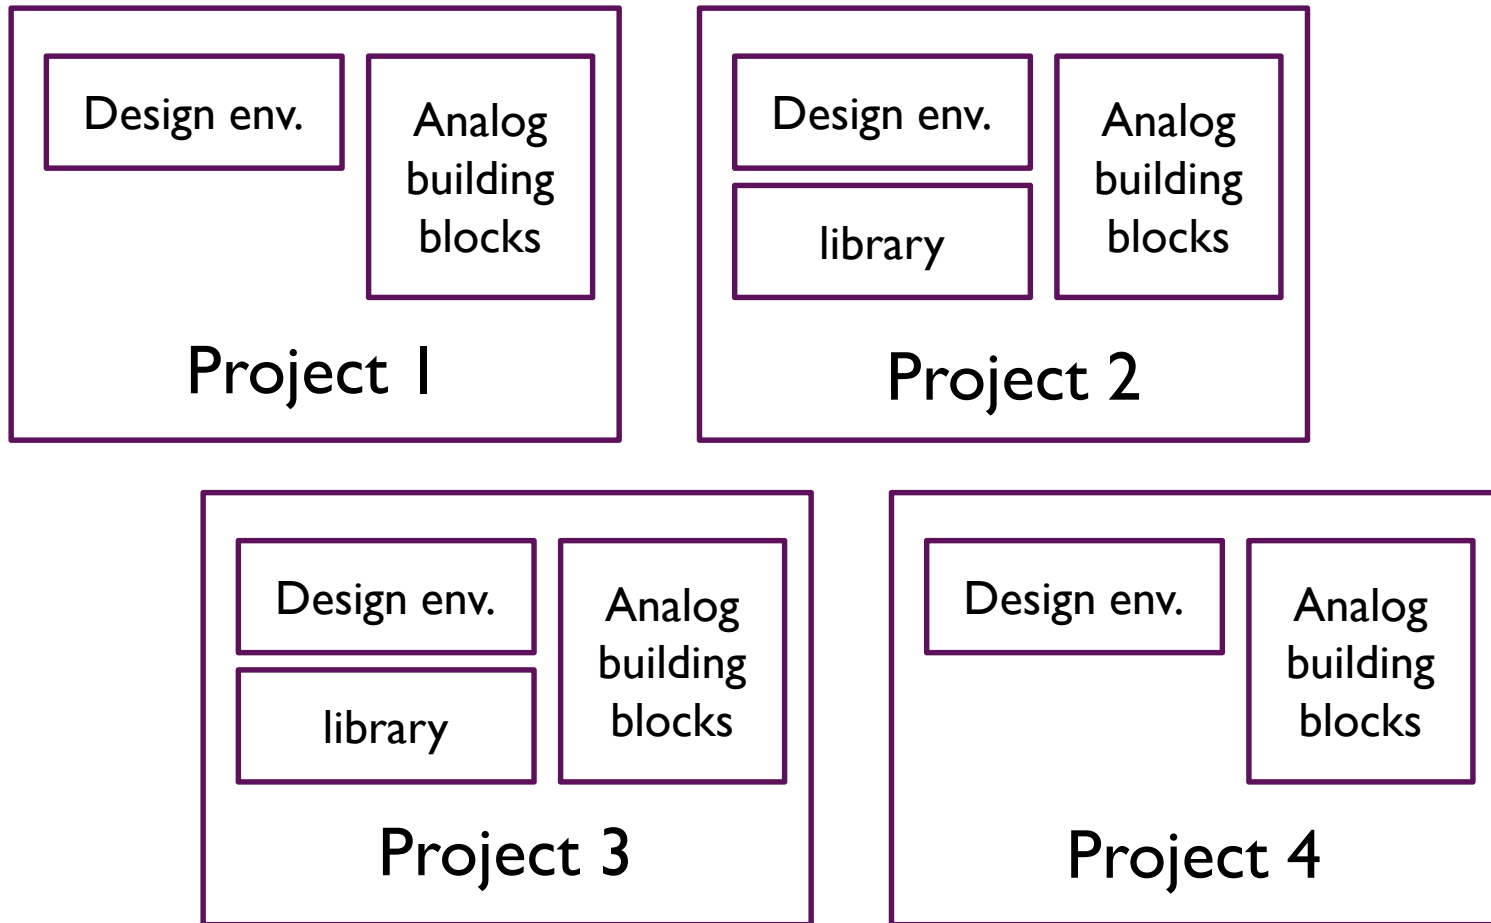 Design env.
Analog
building
blocks
Project 1
Design env.
library
Analog
building
blocks
Project 2
Design env.
library
Analog
building
blocks
Project 3
Design env.
Analog
building
blocks
Project 4